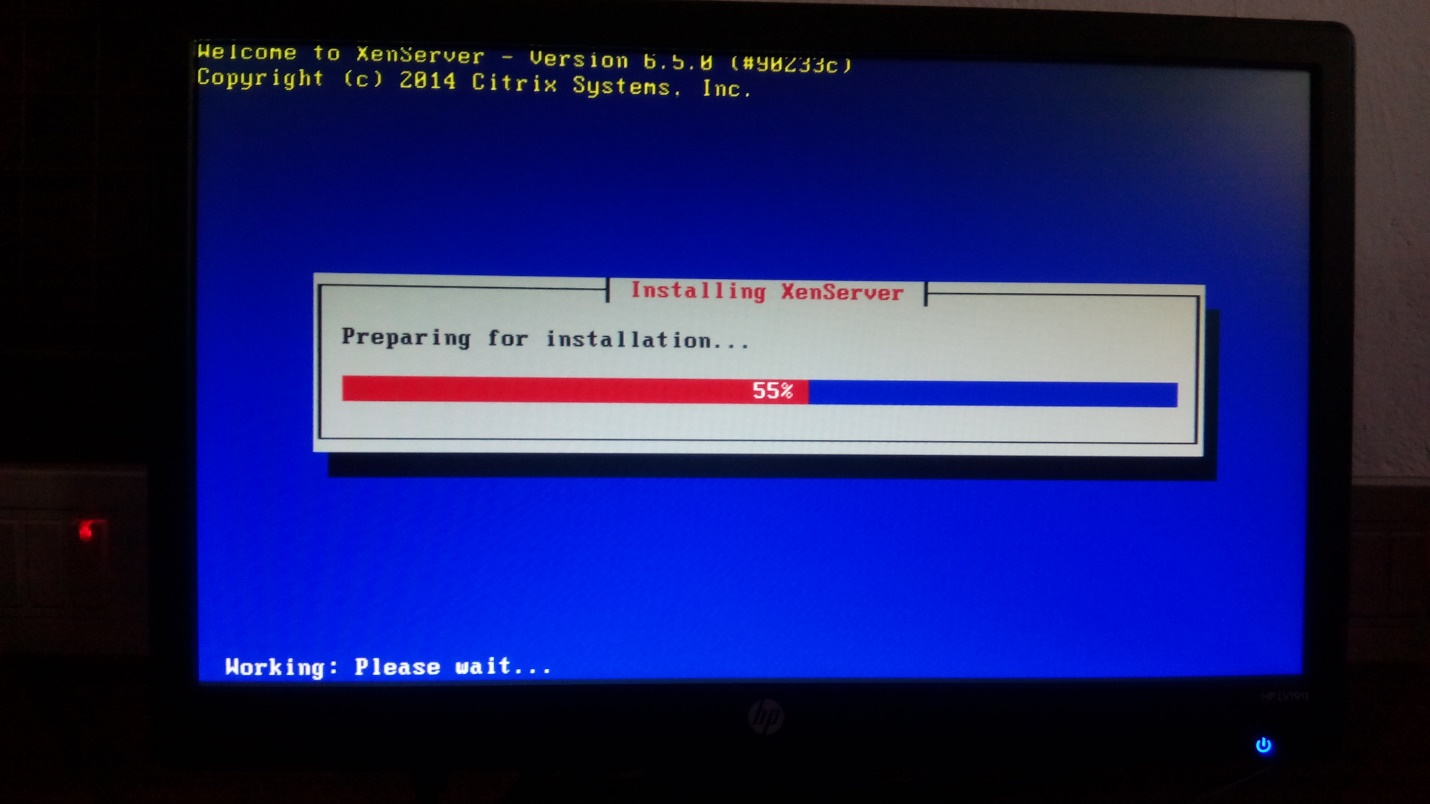 Welcome to XenServer - Version 6.5.0 (#90233c)
Copyright (c) 2014 Citrix Systems, Inc.
Installing XenServer
Preparing for installation...
55%
Working: Please wait...
hp